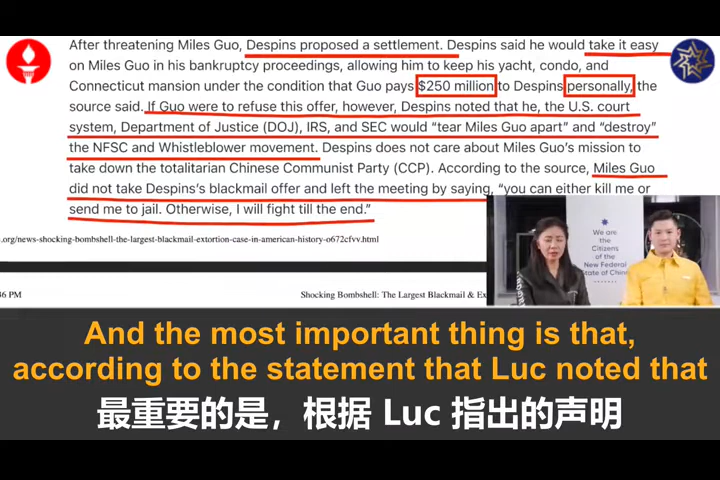 After threatening Miles Guo, Despins proposed a settlement. Despins said he would take it easy
on Miles Guo in his bankruptcy proceedings, allowing him to keep his yacht, condo, and
Connecticut mansion under the condition that Guo pays $250 million to Despins personally, the
source said. If Guo were to refuse this offer, however, Despins noted that he, the U.S. court
system, Department of Justice (DOJ), IRS, and SEC would “tear Miles Guo apart” and “destroy”
the NFSC and Whistleblower movement. Despins does not care about Miles Guo’s mission to
take down the totalitarian Chinese Communist Party (CCP). According to the source, Miles Guo
did not take Despins’s blackmail offer and left the meeting by saying, “you can either kill me or
send me to jail. Otherwise, I will fight till the end.”
.org/news-shocking-bombshell-the-largest-blackmail-extortion-case-in-american-history-o672cfvv.html
We are
the
Citizens
of the
New Federal
State of China
6 PM
Shocking Bombshell: The Largest Blackmail & Ex
And the most important thing is that,
according to the statement that Luc noted that
最重要的是，根据 Luc 指出的声明